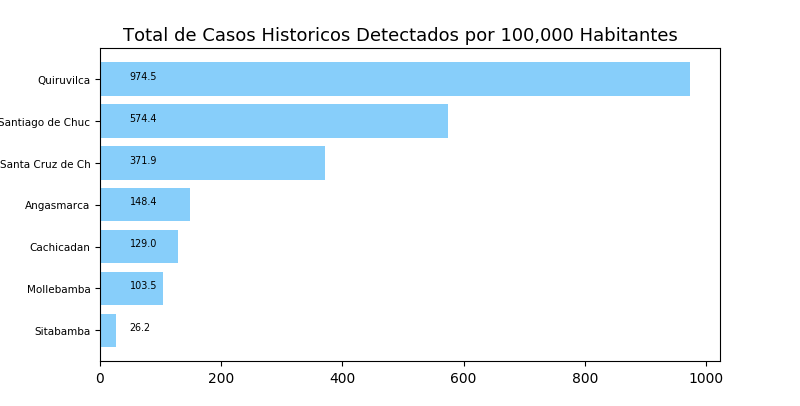 Total de Casos Historicos Detectados por 100,000 Habitantes
Quiruvilca 974.5
Santiago de Chuc 574.4
Santa Cruz de Ch 371.9
Angasmarca 148.4
Cachicadan 129.0
Mollebamba 103.5
Sitabamba 26.2
0 200 400 600 800 1000